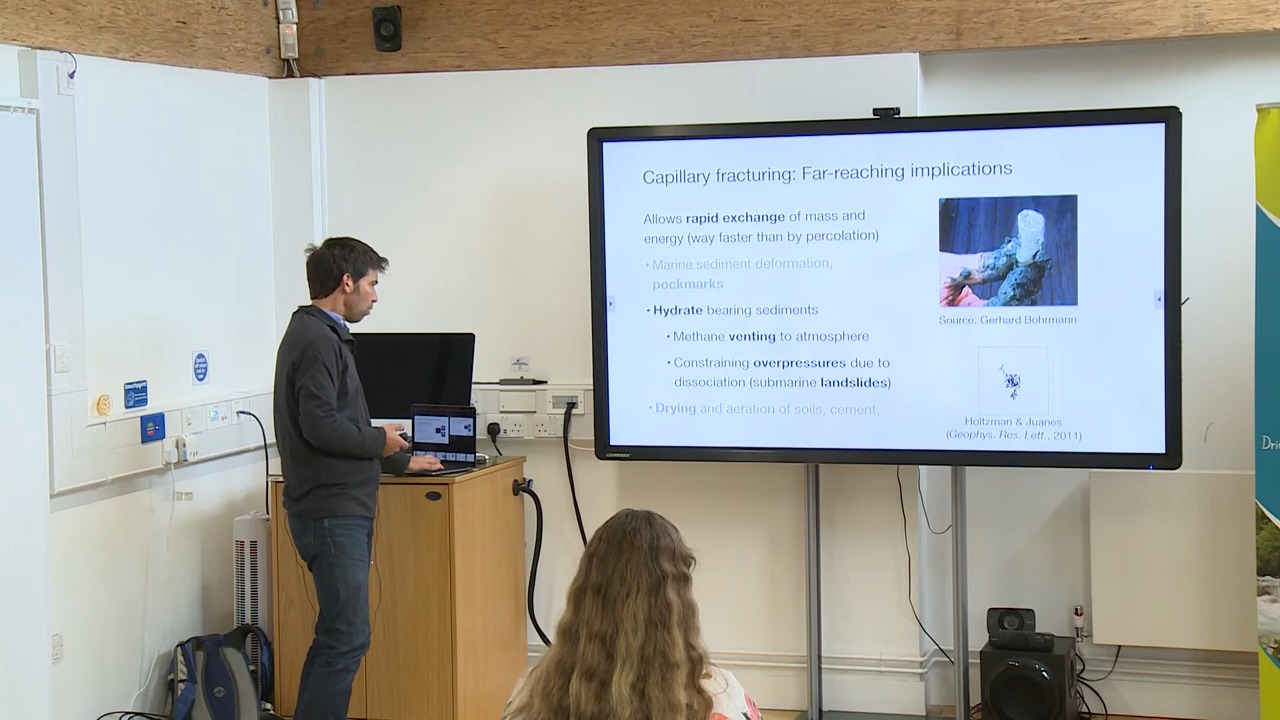 Capillary fracturing: Far-reaching implications
Allows rapid exchange of mass and
energy (way faster than by percolation)
• Marine sediment deformation,
pockmarks
• Hydrate bearing sediments
• Methane venting to atmosphere
• Constraining overpressures due to
dissociation (submarine landslides)
• Drying and aeration of soils, cement, ...
Source: Gerhard Bohrmann
Holtzman & Juanes
(Geophys. Res. Lett., 2011)